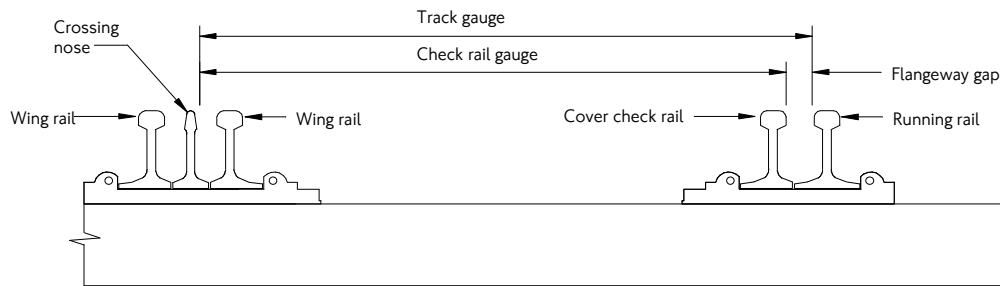 Track gauge
Crossing
nose
Check rail gauge
Flangeway gap
Wing rail
Wing rail
Cover check rail
Running rail